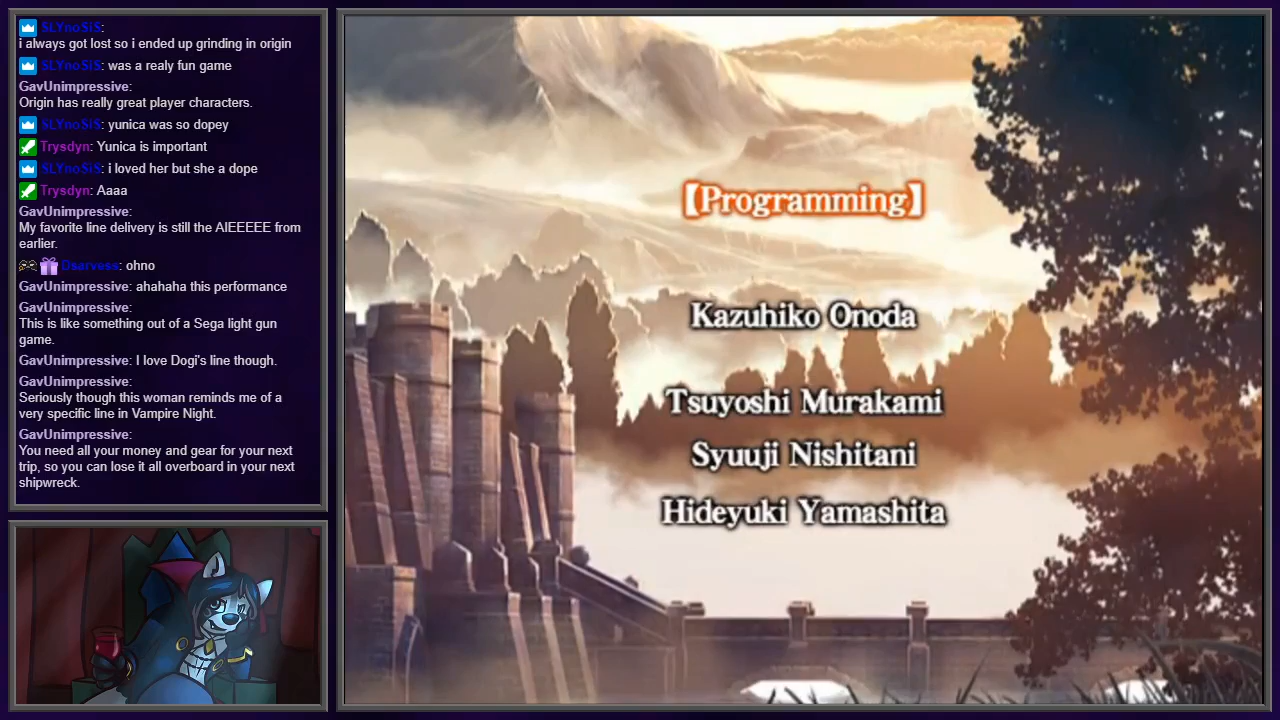 SLYnoSiS:
i always got lost so i ended up grinding in origin
SLYnoSiS: was a realy fun game
GavUnimpressive:
Origin has really great player characters.
SLYnoSiS: yunica was so dopey
Trysdyn: Yunica is important
SLYnoSiS: i loved her but she a dope
Trysdyn: Aaaa
GavUnimpressive:
My favorite line delivery is still the AIEEEEE from
earlier.
Dsarvess: ohno
GavUnimpressive: ahahaha this performance
GavUnimpressive:
This is like something out of a Sega light gun
game.
GavUnimpressive: I love Dogi's line though.
GavUnimpressive:
Seriously though this woman reminds me of a
very specific line in Vampire Night.
GavUnimpressive:
You need all your money and gear for your next
trip, so you can lose it all overboard in your next
shipwreck.
【Programming】
Kazuhiko Onoda
Tsuyoshi Murakami
Syuuji Nishitani
Hideyuki Yamashita